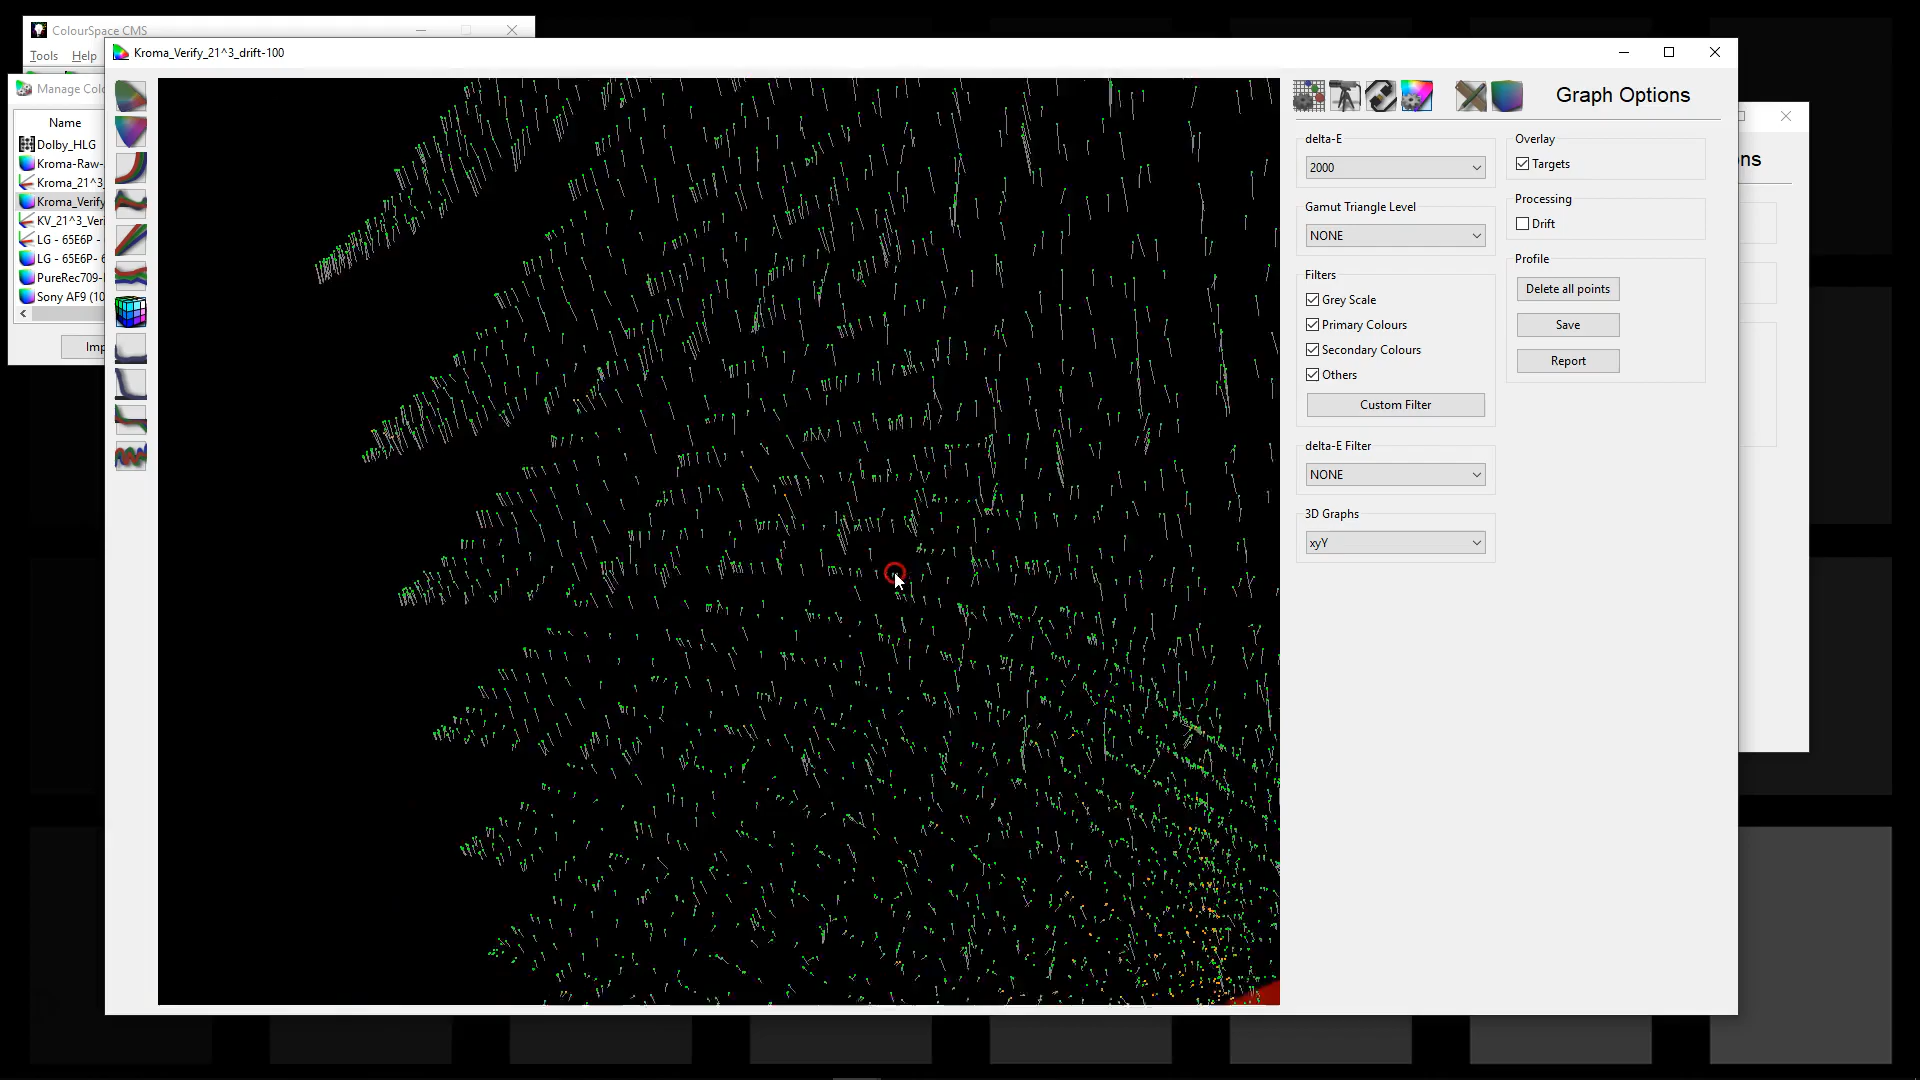 ColourSpace CMS
Tools Help
Manage Colo
Name
Dolby_HLG
Kroma-Raw-
Kroma_21^3_
Kroma_Verify
KV_21^3_Veri
LG - 65E6P -
LG - 65E6P- 6
PureRec709-
Sony AF9 (10
Imp
Kroma_Verify_21^3_drift-100
Graph Options
delta-E
2000
Gamut Triangle Level
NONE
Filters
Grey Scale
Primary Colours
Secondary Colours
Others
Custom Filter
delta-E Filter
NONE
3D Graphs
xyY
Overlay
Targets
Processing
Drift
Profile
Delete all points
Save
Report
ns